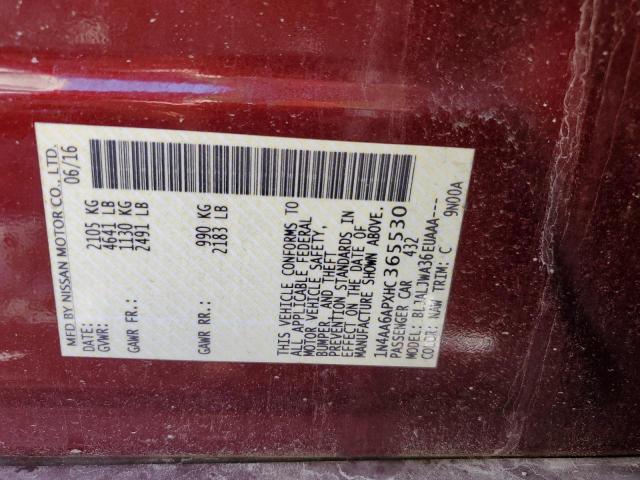 MFD BY NISSAN MOTOR CO., LTD.
06/16
GVWR: 2105 KG
4641 LB
GAWR FR.: 1130 KG
2491 LB
GAWR RR.: 990 KG
2183 LB
THIS VEHICLE CONFORMS TO
ALL APPLICABLE FEDERAL
MOTOR VEHICLE SAFETY,
BUMPER, AND THEFT
PREVENTION STANDARDS IN
EFFECT ON THE DATE OF
MANUFACTURE SHOWN ABOVE.
1N4AA6APXHC365530
PASSENGER CAR 432
MODEL: BLJALJWA36EUAAA---
COLOR: NAW TRIM: C 9N00A